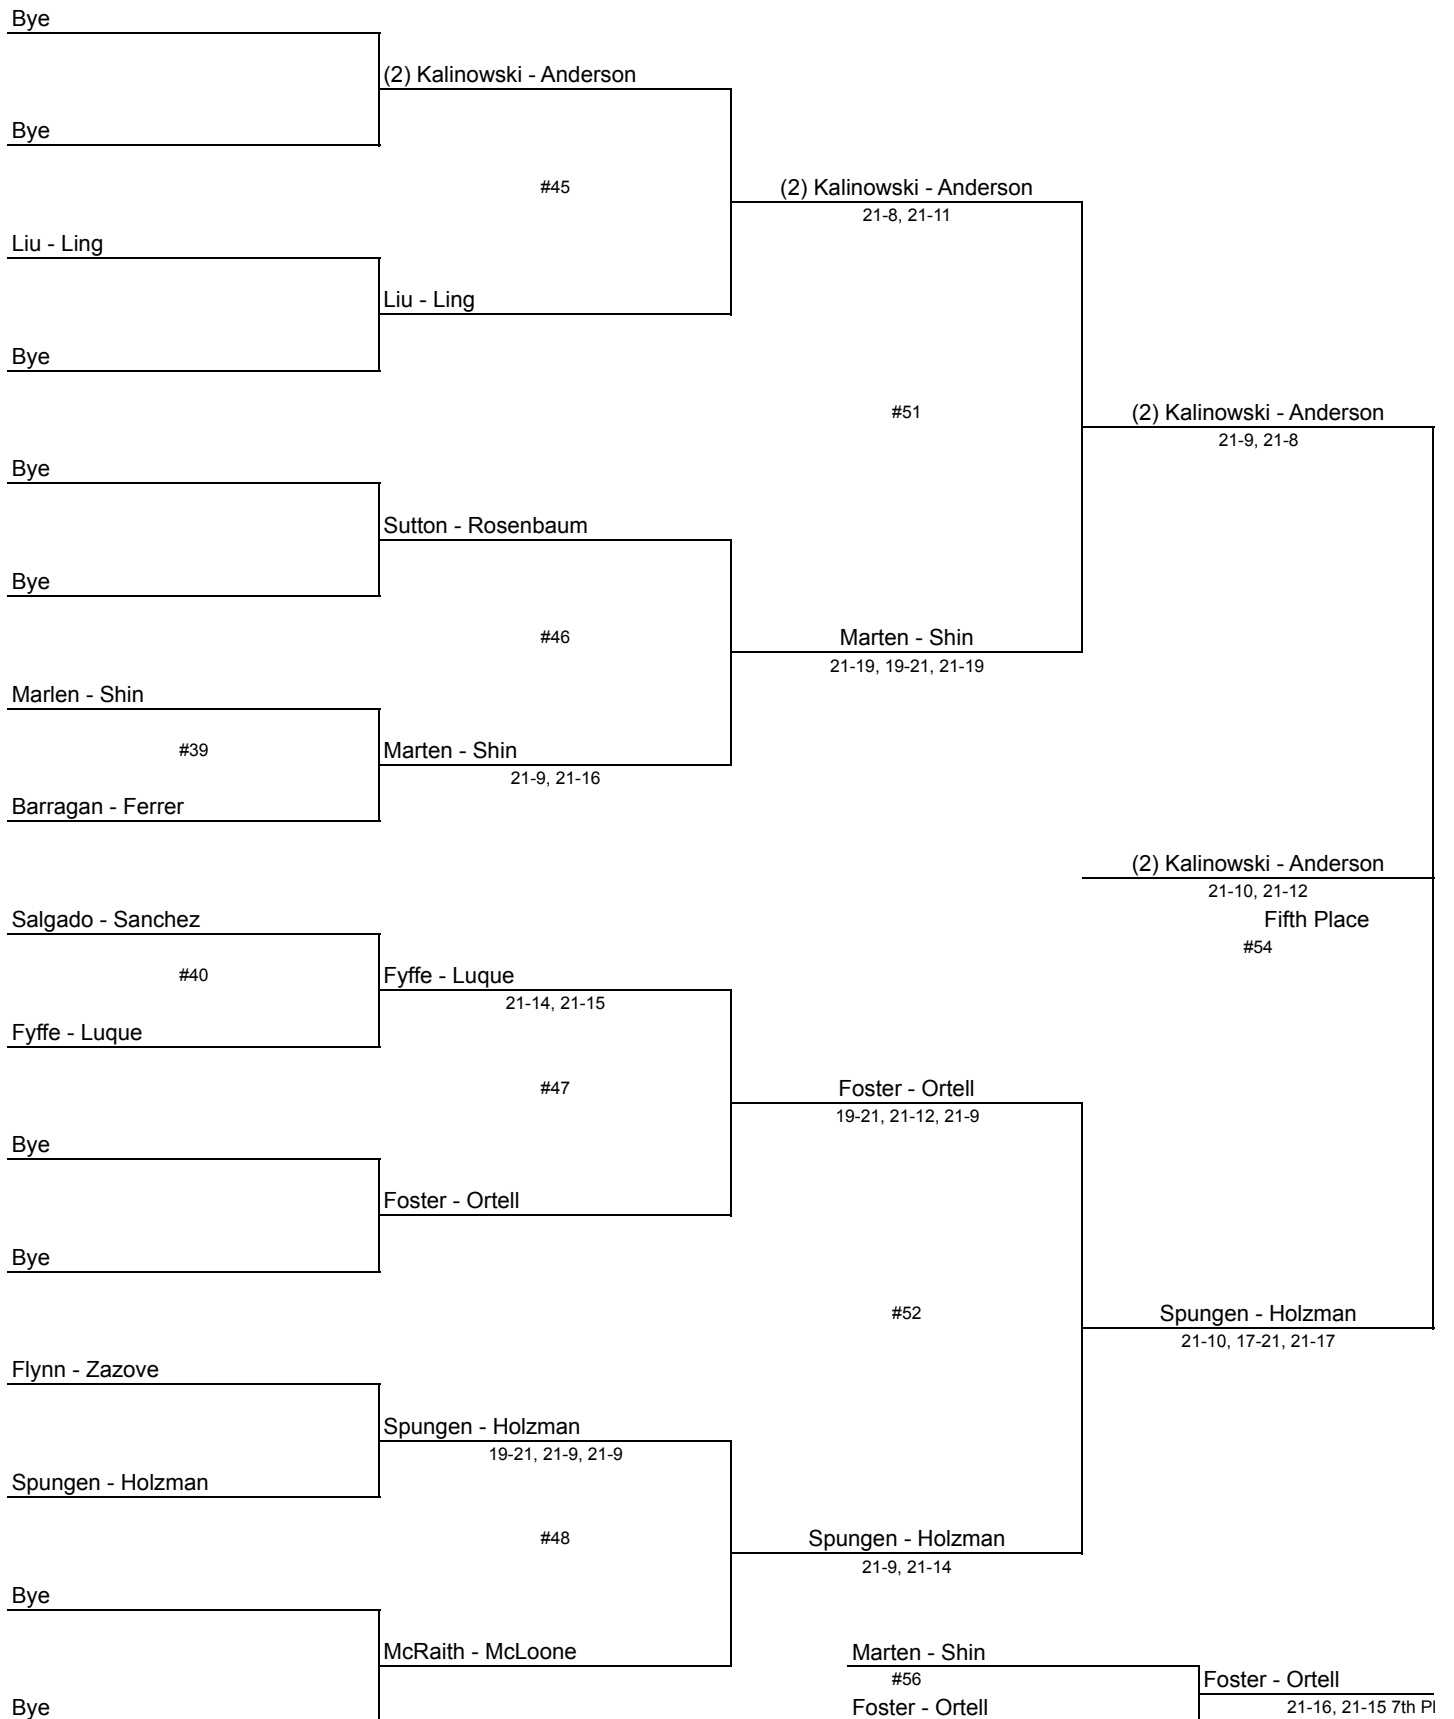 Bye
(2) Kalinowski - Anderson
Bye
#45
(2) Kalinowski - Anderson
21-8, 21-11
Liu - Ling
Liu - Ling
Bye
#51
(2) Kalinowski - Anderson
21-9, 21-8
Bye
Sutton - Rosenbaum
Bye
#46
Marten - Shin
21-19, 19-21, 21-19
Marlen - Shin
#39
Marten - Shin
21-9, 21-16
Barragan - Ferrer
(2) Kalinowski - Anderson
21-10, 21-12
Fifth Place
#54
Salgado - Sanchez
#40
Fyffe - Luque
21-14, 21-15
Fyffe - Luque
#47
Foster - Ortell
19-21, 21-12, 21-9
Bye
Foster - Ortell
Bye
#52
Spungen - Holzman
21-10, 17-21, 21-17
Flynn - Zazove
Spungen - Holzman
19-21, 21-9, 21-9
Spungen - Holzman
#48
Spungen - Holzman
21-9, 21-14
Bye
McRaith - McLoone
Marten - Shin
#56
Foster - Ortell
Bye
Foster - Ortell
21-16, 21-15 7th Pl